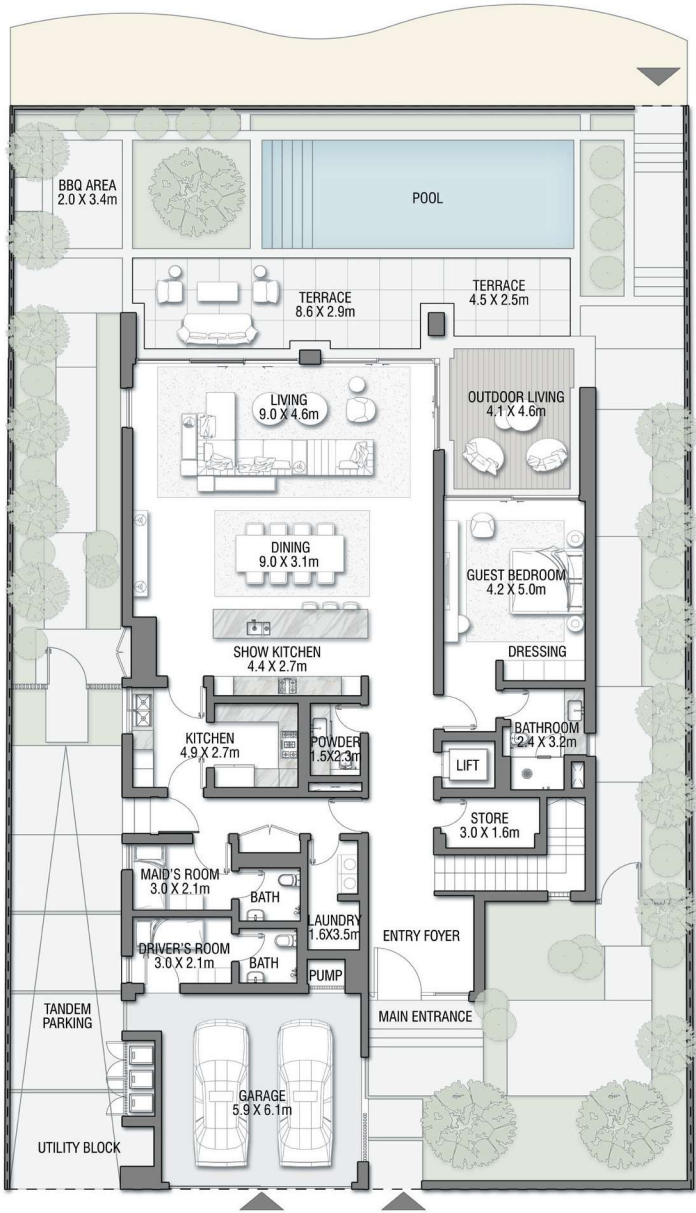 BBQ AREA
2.0 X 3.4m
POOL
TERRACE
8.6 X 2.9m
TERRACE
4.5 X 2.5m
LIVING
9.0 X 4.6m
OUTDOOR LIVING
4.1 X 4.6m
DINING
9.0 X 3.1m
GUEST BEDROOM
4.2 X 5.0m
SHOW KITCHEN
4.4 X 2.7m
DRESSING
KITCHEN
4.9 X 2.7m
POWDER
1.5X2.3m
BATHROOM
2.4 X 3.2m
LIFT
STORE
3.0 X 1.6m
MAID'S ROOM
3.0 X 2.1m
BATH
LAUNDRY
1.6X3.5m
ENTRY FOYER
DRIVER'S ROOM
3.0 X 2.1m
BATH
PUMP
TANDEM
PARKING
MAIN ENTRANCE
GARAGE
5.9 X 6.1m
UTILITY BLOCK